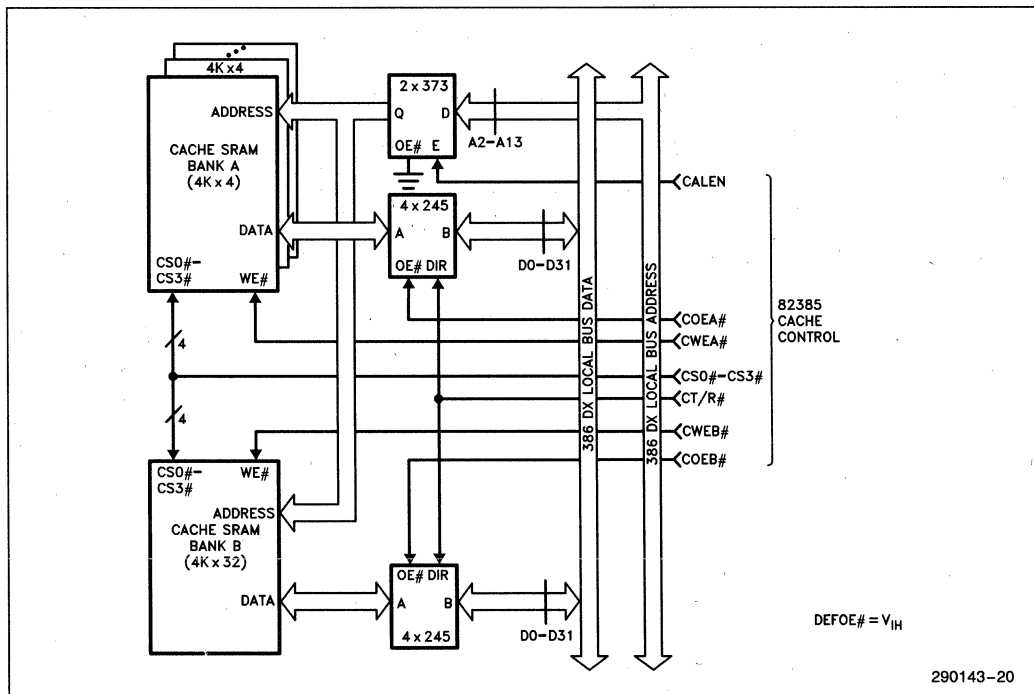 4K x 4
CACHE SRAM
BANK A
(4K x 4)
ADDRESS
DATA
CS0#–
CS3#
WE#
2 x 373
Q
D
OE#
E
A2–A13
4 x 245
A
B
OE#
DIR
D0–D31
386 DX LOCAL BUS DATA
386 DX LOCAL BUS ADDRESS
CALEN
COEA#
CWEA#
CS0#–CS3#
CT/R#
CWEB#
COEB#
82385
CACHE
CONTROL
4
4
CS0#–
CS3#
WE#
ADDRESS
CACHE SRAM
BANK B
(4K x 32)
DATA
OE#
DIR
A
B
4 x 245
D0–D31
DEFOE# = VIH
290143–20